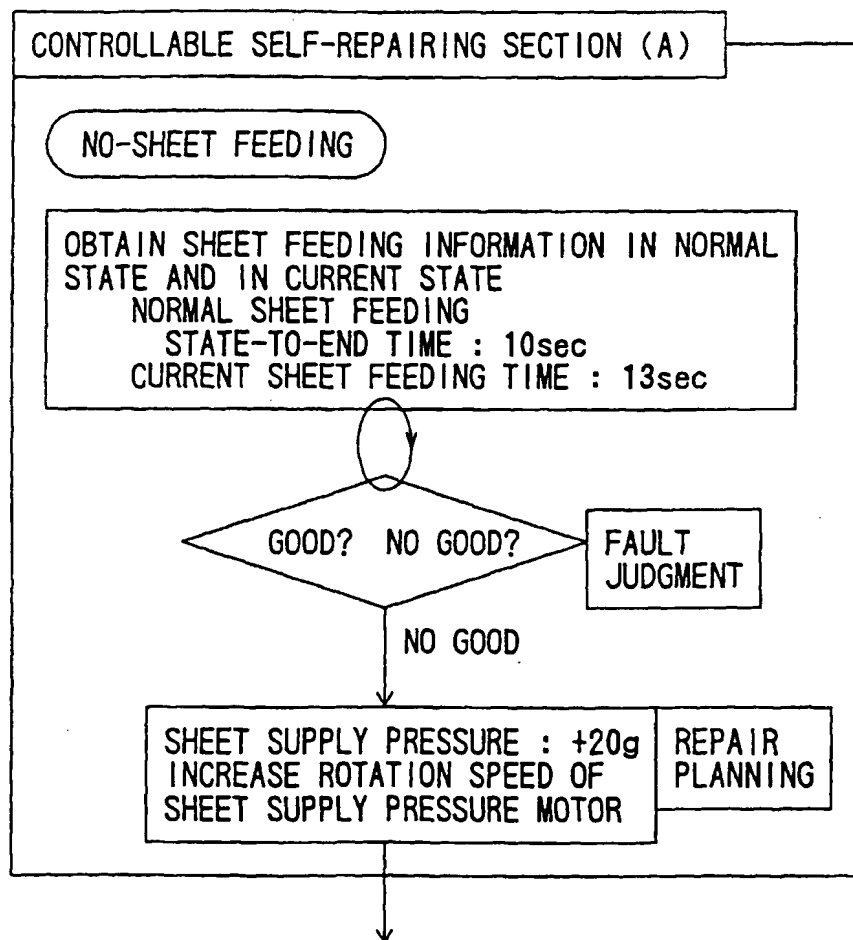 CONTROLLABLE SELF-REPAIRING SECTION (A)
NO-SHEET FEEDING
OBTAIN SHEET FEEDING INFORMATION IN NORMAL
STATE AND IN CURRENT STATE
NORMAL SHEET FEEDING
STATE-TO-END TIME : 10sec
CURRENT SHEET FEEDING TIME : 13sec
GOOD? NO GOOD?
FAULT
JUDGMENT
NO GOOD
SHEET SUPPLY PRESSURE : +20g
INCREASE ROTATION SPEED OF
SHEET SUPPLY PRESSURE MOTOR
REPAIR
PLANNING